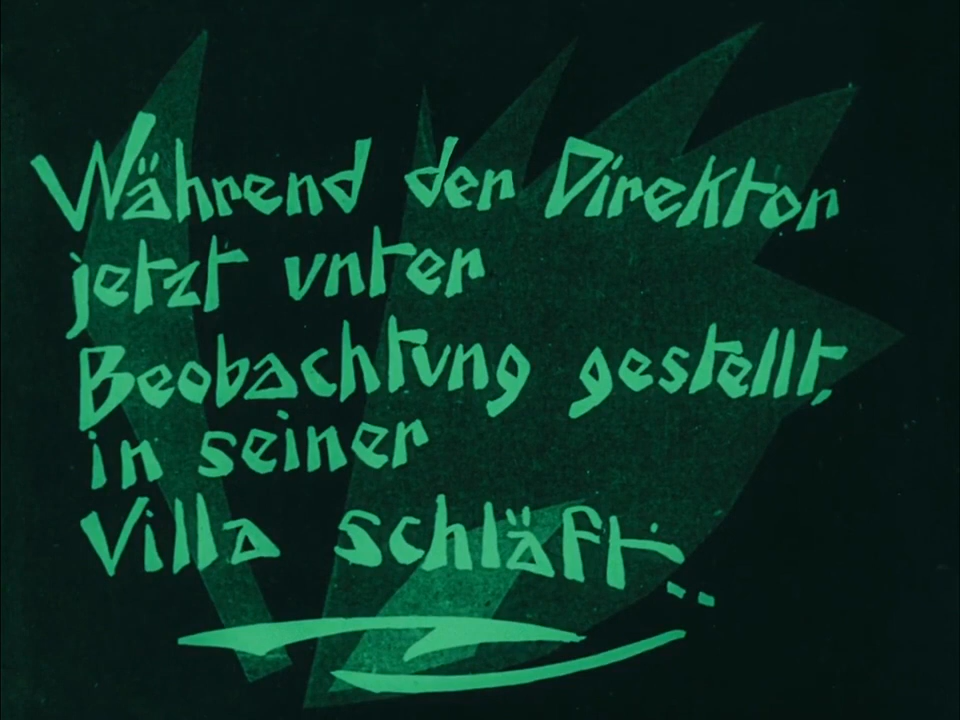 Während der Direktor
jetzt unter
Beobachtung gestellt,
in seiner
Villa schläft...